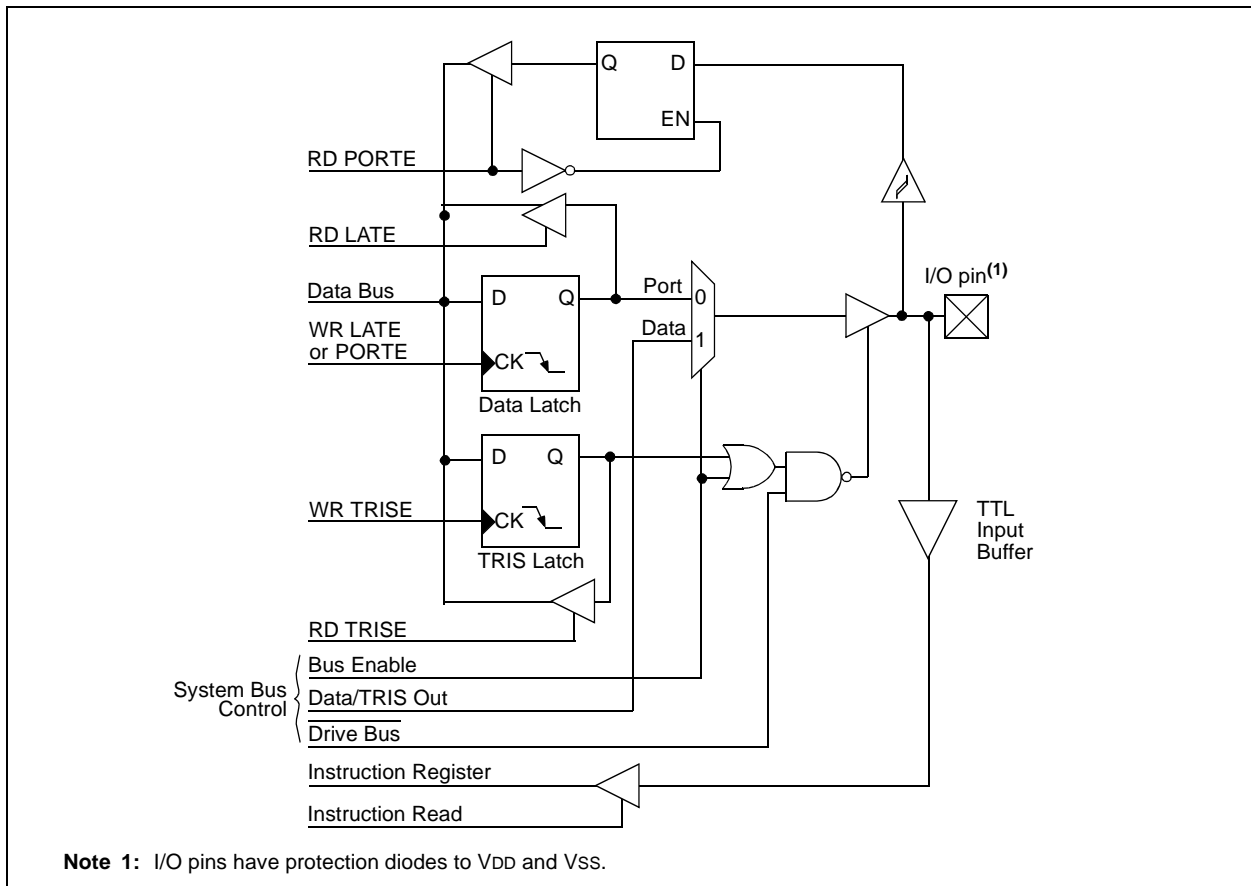 Q D
EN
RD PORTE
RD LATE
I/O pin(1)
Port
0
Data Bus
D Q
Data
1
WR LATE
or PORTE
CK
Data Latch
D Q
WR TRISE
CK
TTL
Input
Buffer
TRIS Latch
RD TRISE
Bus Enable
System Bus
Control
Data/TRIS Out
Drive Bus
Instruction Register
Instruction Read
Note 1: I/O pins have protection diodes to VDD and VSS.